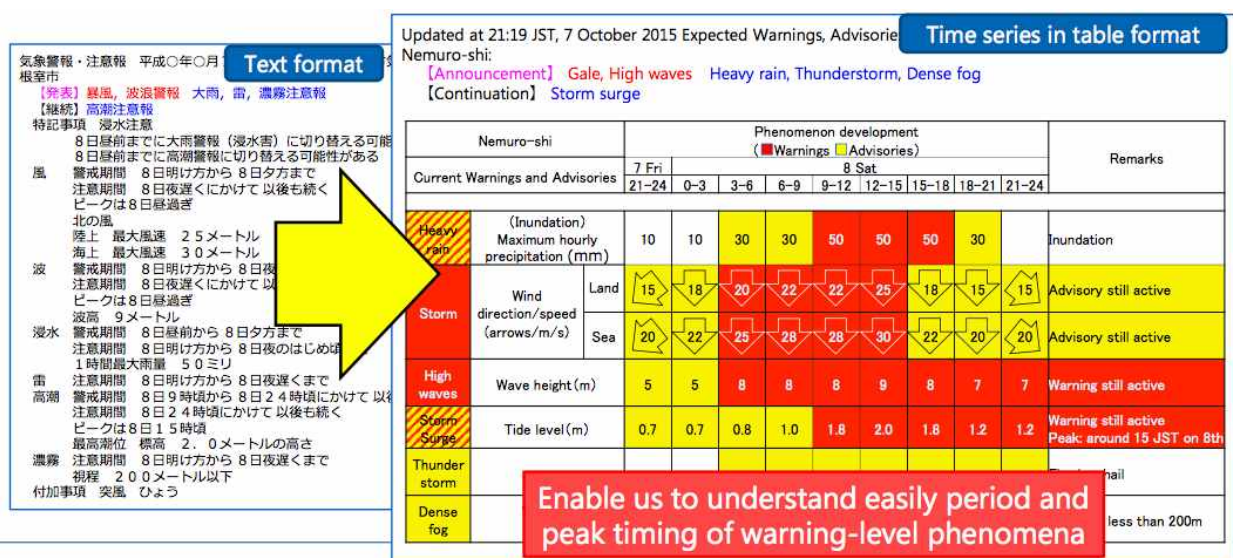 Text format
気象警報・注意報 平成○年○月
根室市
【発表】暴風, 波浪警報 大雨, 雷, 濃霧注意報
【継続】高潮注意報
特記事項 浸水注意
8日昼前までに大雨警報(浸水害)に切り替える可能
8日昼前までに高潮警報に切り替える可能性がある
風 警戒期間 8日明け方から 8日夕方まで
注意期間 8日夜遅くにかけて 以後も続く
ピークは8日昼過ぎ
北の風
陸上 最大風速 25メートル
海上 最大風速 30メートル
波 警戒期間 8日明け方から 8日夜
注意期間 8日夜遅くにかけて 以
ピークは8日昼過ぎ
波高 9メートル
浸水 警戒期間 8日昼前から 8日夕方まで
注意期間 8日明け方から 8日夜のはじめ頃
1時間最大雨量 50ミリ
雷 注意期間 8日明け方から 8日夜遅くまで
高潮 警戒期間 8日9時頃から 8日24時頃にかけて 以
注意期間 8日24時頃にかけて 以後も続く
ピークは8日15時頃
最高潮位 標高 2.0メートルの高さ
濃霧 注意期間 8日明け方から 8日夜遅くまで
視程 200メートル以下
付加事項 突風 ひょう
Time series in table format
Updated at 21:19 JST, 7 October 2015 Expected Warnings, Advisorie
Nemuro-shi:
【Announcement】 Gale, High waves Heavy rain, Thunderstorm, Dense fog
【Continuation】 Storm surge
Nemuro-shi Phenomenon development Remarks
(■Warnings □Advisories)
Current Warnings and Advisories 7 Fri 8 Sat
21-24 0-3 3-6 6-9 9-12 12-15 15-18 18-21 21-24
Heavy rain (Inundation) Maximum hourly precipitation (mm) 10 10 30 30 50 50 50 30 Inundation
Storm Wind direction/speed (arrows/m/s) Land 15 18 20 22 22 25 18 15 15 Advisory still active
Sea 20 22 25 28 28 30 22 20 20 Advisory still active
High waves Wave height(m) 5 5 8 8 8 9 8 7 7 Warning still active
Storm Surge Tide level(m) 0.7 0.7 0.8 1.0 1.8 2.0 1.8 1.2 1.2 Warning still active
Peak: around 15 JST on 8th
Thunder storm hail
Dense fog less than 200m
Enable us to understand easily period and
peak timing of warning-level phenomena